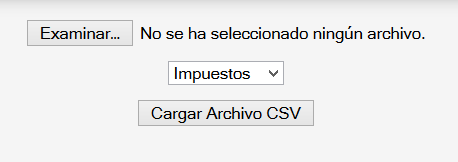 Examinar... No se ha seleccionado ningún archivo.
Impuestos
Cargar Archivo CSV